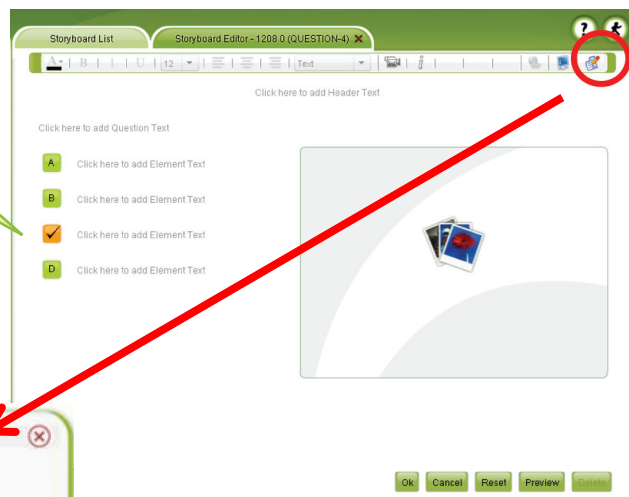 Storyboard List Storyboard Editor - 1208.0 (QUESTION-4)
?
A B I U 12 Text i
Click here to add Header Text
Click here to add Question Text
A Click here to add Element Text
B Click here to add Element Text
Click here to add Element Text
D Click here to add Element Text
Ok Cancel Reset Preview Delete